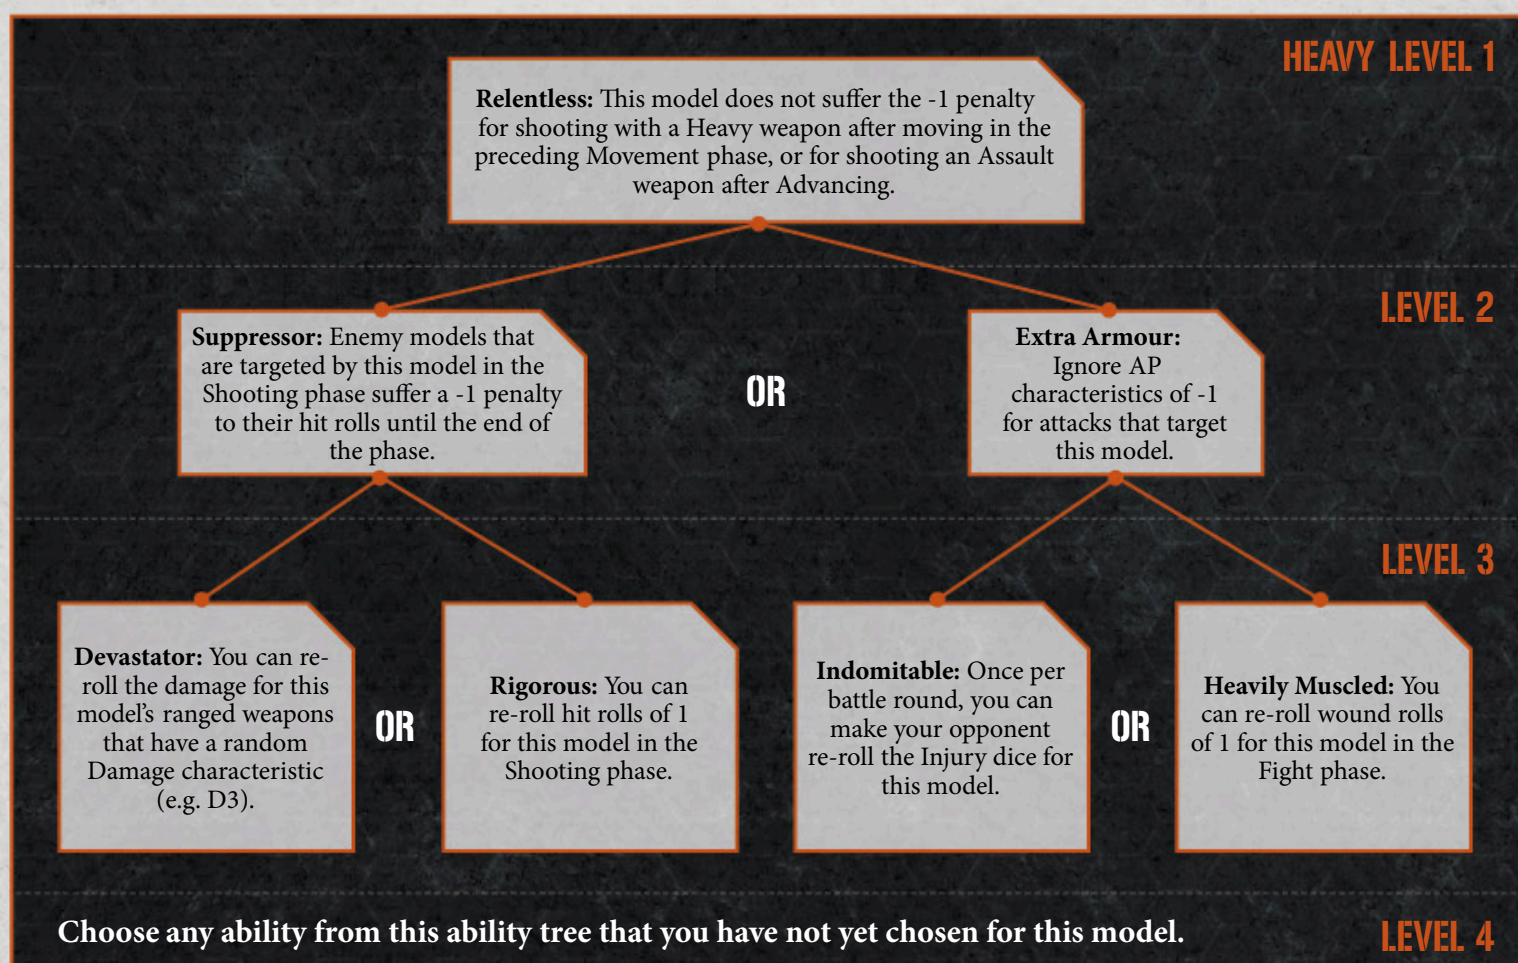 HEAVY LEVEL 1
Relentless: This model does not suffer the -1 penalty
for shooting with a Heavy weapon after moving in the
preceding Movement phase, or for shooting an Assault
weapon after Advancing.
LEVEL 2
Suppressor: Enemy models that
are targeted by this model in the
Shooting phase suffer a -1 penalty
to their hit rolls until the end of
the phase.
OR
Extra Armour:
Ignore AP
characteristics of -1
for attacks that target
this model.
LEVEL 3
Devastator: You can re-
roll the damage for this
model's ranged weapons
that have a random
Damage characteristic
(e.g. D3).
OR
Rigorous: You can
re-roll hit rolls of 1
for this model in the
Shooting phase.
Indomitable: Once per
battle round, you can
make your opponent
re-roll the Injury dice for
this model.
OR
Heavily Muscled: You
can re-roll wound rolls
of 1 for this model in the
Fight phase.
Choose any ability from this ability tree that you have not yet chosen for this model.
LEVEL 4